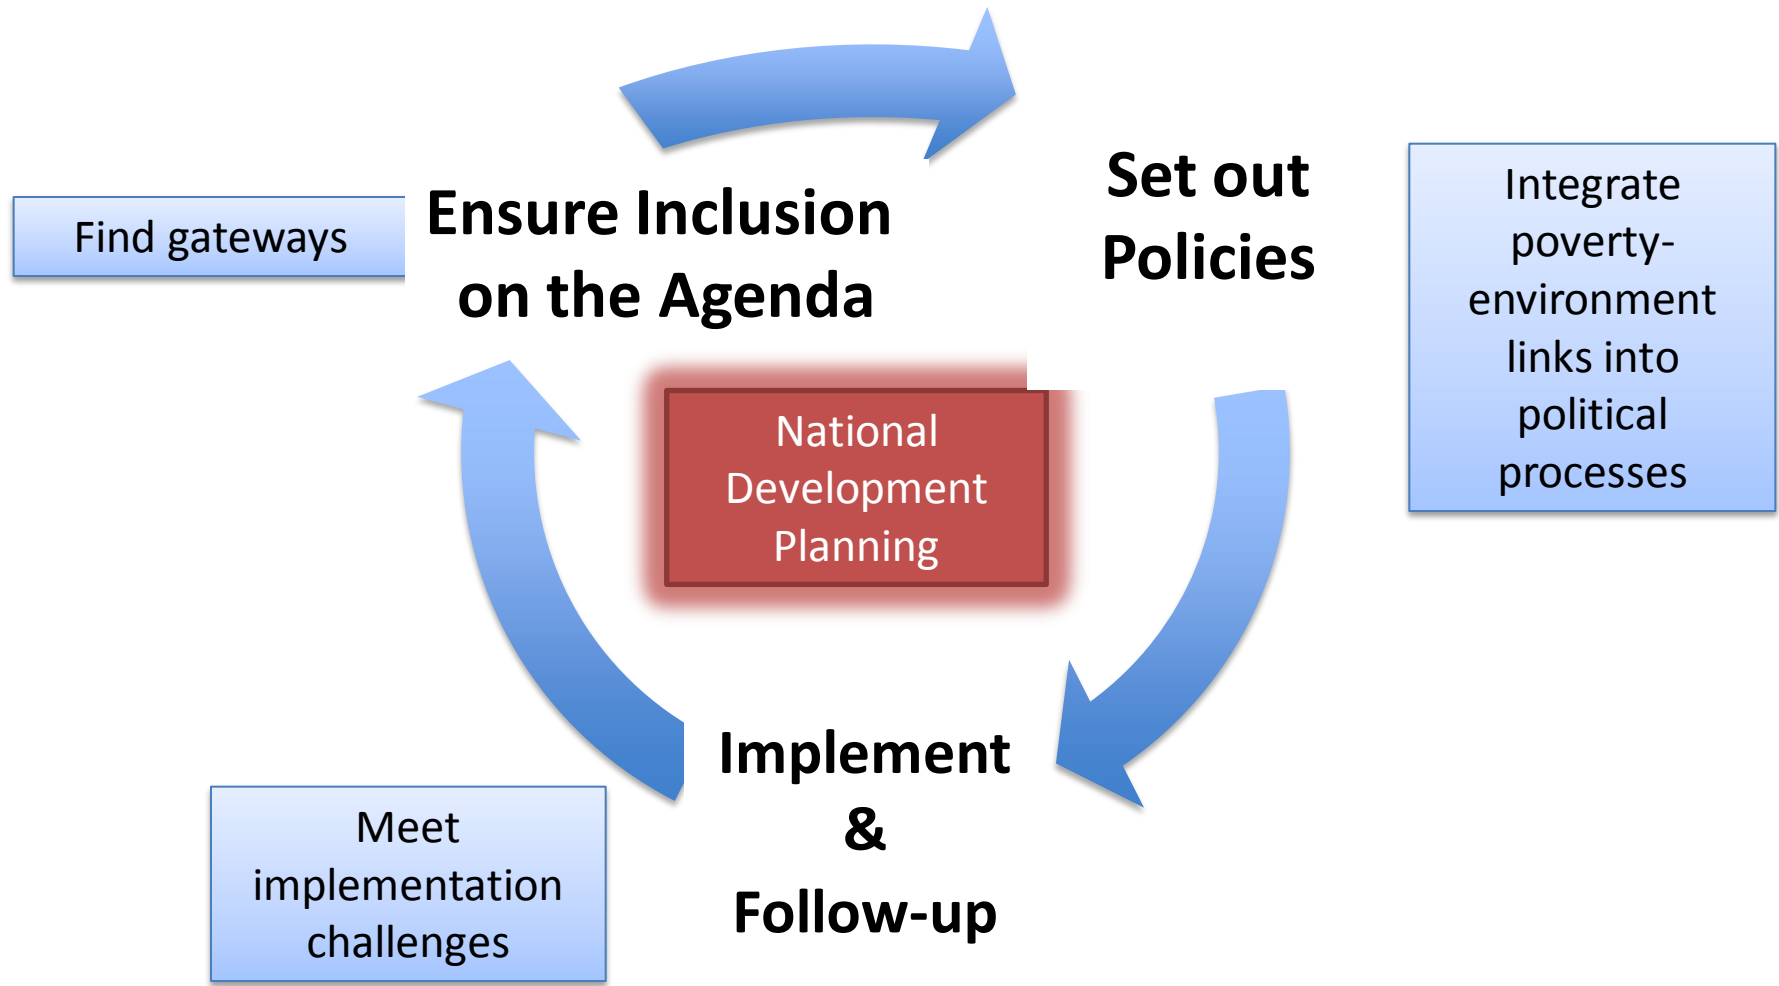 Find gateways
Ensure Inclusion
on the Agenda
Set out
Policies
Integrate
poverty-
environment
links into
political
processes
National
Development
Planning
Implement
&
Follow-up
Meet
implementation
challenges